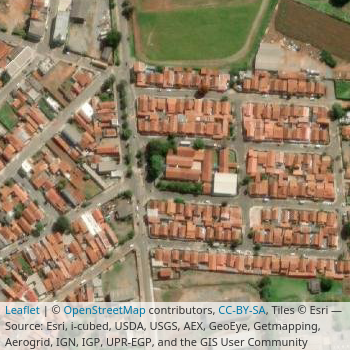 Leaflet | © OpenStreetMap contributors, CC-BY-SA, Tiles © Esri —
Source: Esri, i-cubed, USDA, USGS, AEX, GeoEye, Getmapping,
Aerogrid, IGN, IGP, UPR-EGP, and the GIS User Community